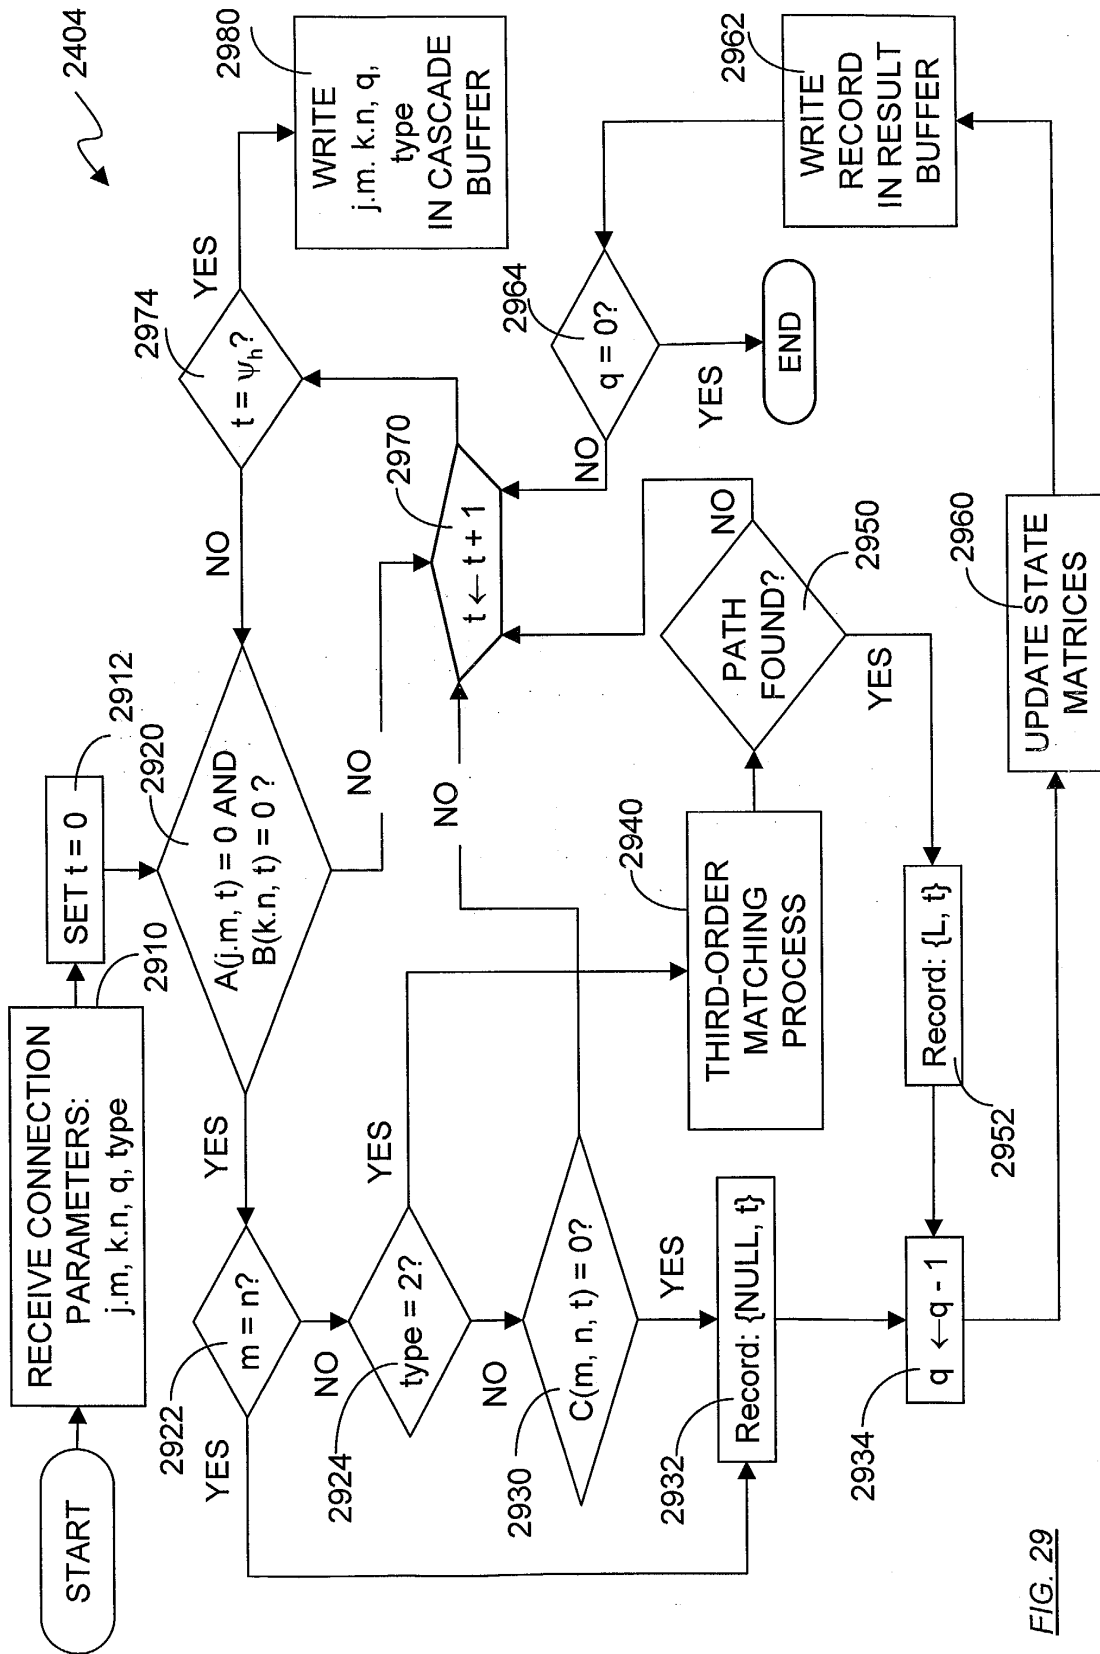 2404
START
RECEIVE CONNECTION
PARAMETERS:
j.m, k.n, q, type
2910
SET t = 0
2912
A(j.m, t) = 0 AND
B(k.n, t) = 0 ?
2920
YES
NO
NO
t = ψh?
2974
YES
WRITE
j.m. k.n, q,
type
IN CASCADE
BUFFER
2980
m = n?
2922
YES
NO
type = 2?
2924
YES
NO
C(m, n, t) = 0?
2930
NO
YES
t ← t + 1
2970
Record: {NULL, t}
2932
THIRD-ORDER
MATCHING
PROCESS
2940
PATH
FOUND?
2950
NO
YES
Record: {L, t}
2952
q ← q - 1
2934
UPDATE STATE
MATRICES
2960
WRITE
RECORD
IN RESULT
BUFFER
2962
q = 0?
2964
NO
YES
END
FIG. 29